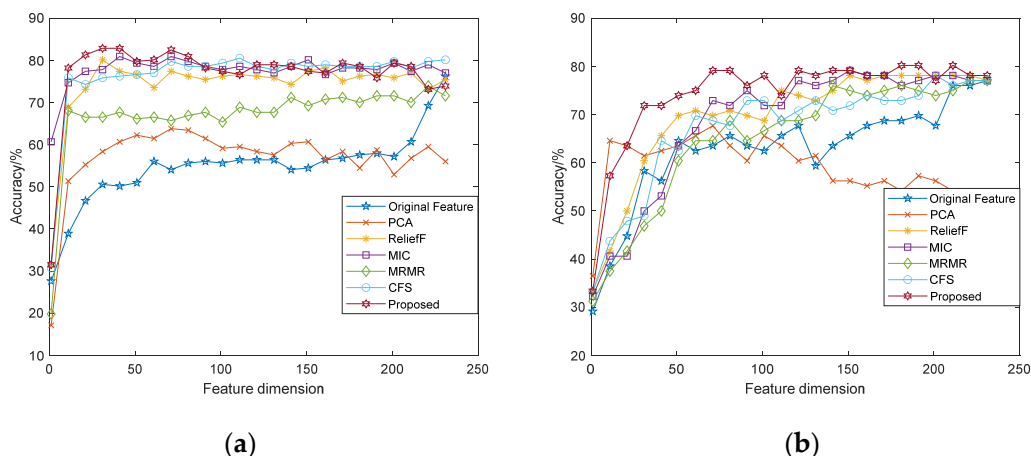 90
80
70
60
50
40
30
20
10
0
50
100
150
200
250
Accuracy/%
Feature dimension
Original Feature
PCA
ReliefF
MIC
MRMR
CFS
Proposed
(a)
90
80
70
60
50
40
30
20
0
50
100
150
200
250
Accuracy/%
Feature dimension
Original Feature
PCA
ReliefF
MIC
MRMR
CFS
Proposed
(b)